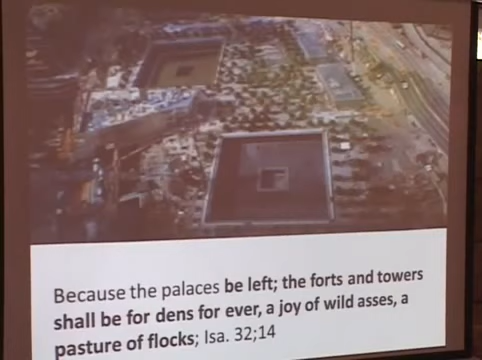 Because the palaces be left; the forts and towers
shall be for dens for ever, a joy of wild asses, a
pasture of flocks; Isa. 32;14